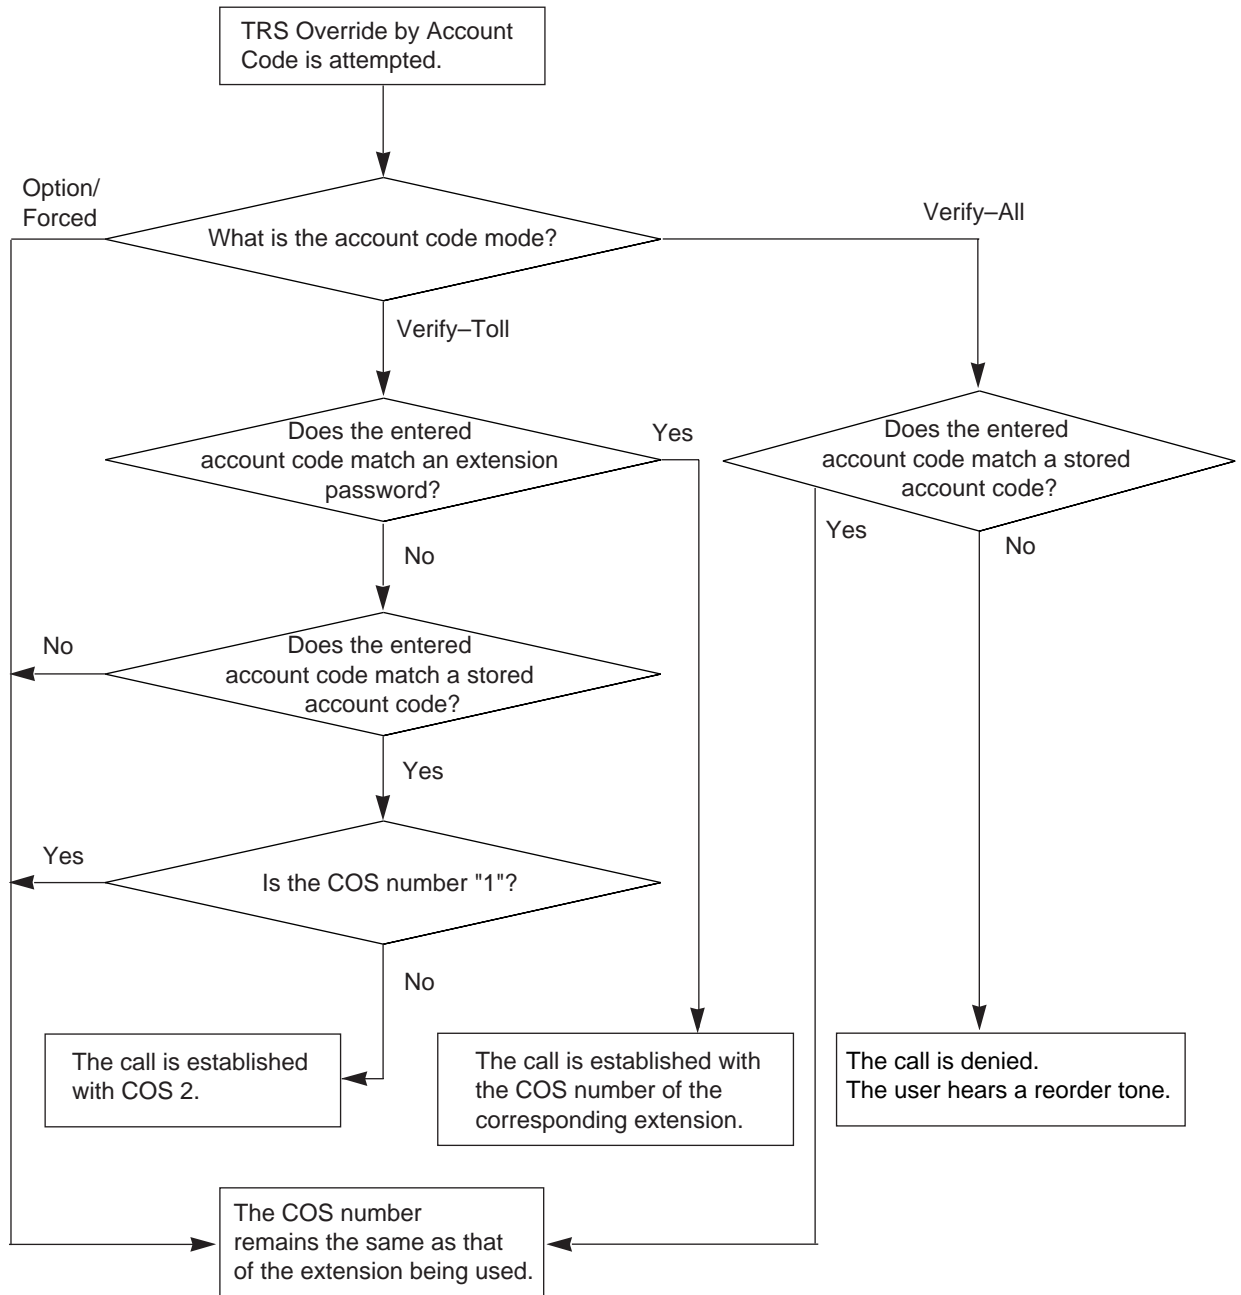 TRS Override by Account
Code is attempted.
Option/
Forced
What is the account code mode?
Verify–All
Verify–Toll
Does the entered
account code match an extension
password?
Yes
Does the entered
account code match a stored
account code?
Yes
No
No
Does the entered
account code match a stored
account code?
No
Yes
Is the COS number "1"?
Yes
No
The call is established
with COS 2.
The call is established with
the COS number of the
corresponding extension.
The call is denied.
The user hears a reorder tone.
The COS number
remains the same as that
of the extension being used.